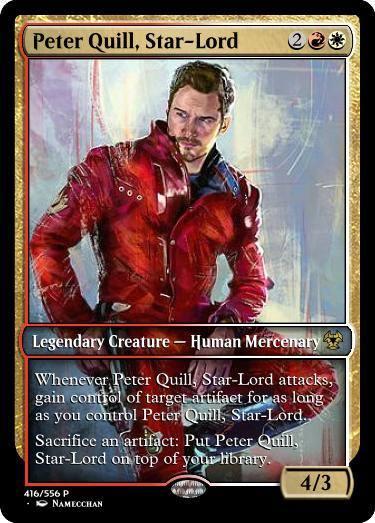 Peter Quill, Star-Lord 2
Legendary Creature — Human Mercenary
Whenever Peter Quill, Star-Lord attacks,
gain control of target artifact for as long
as you control Peter Quill, Star-Lord.
Sacrifice an artifact: Put Peter Quill,
Star-Lord on top of your library.
4/3
416/556 P
· Namecchan